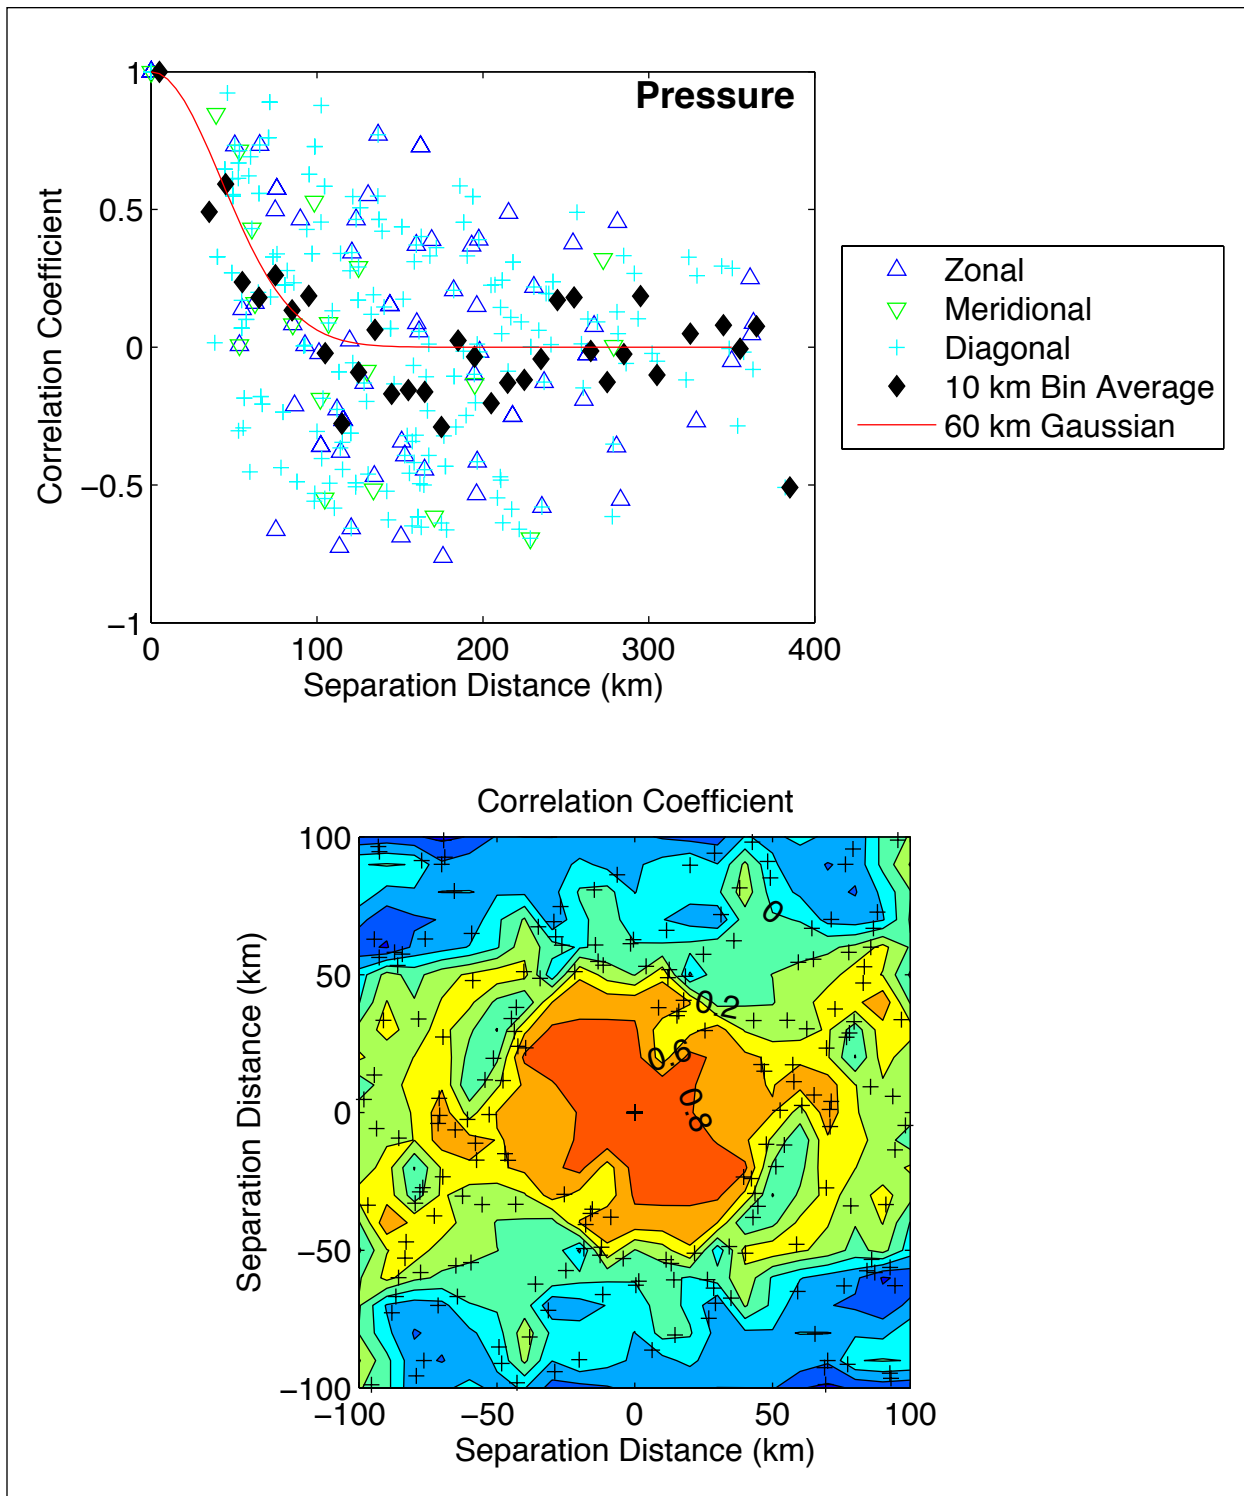 Pressure
1
0.5
0
−0.5
−1
Correlation Coefficient
0
100
200
300
400
Separation Distance (km)
Zonal
Meridional
Diagonal
10 km Bin Average
60 km Gaussian
Correlation Coefficient
100
50
0
−50
−100
Separation Distance (km)
0
0.2
0.6
0.8
−100
−50
0
50
100
Separation Distance (km)